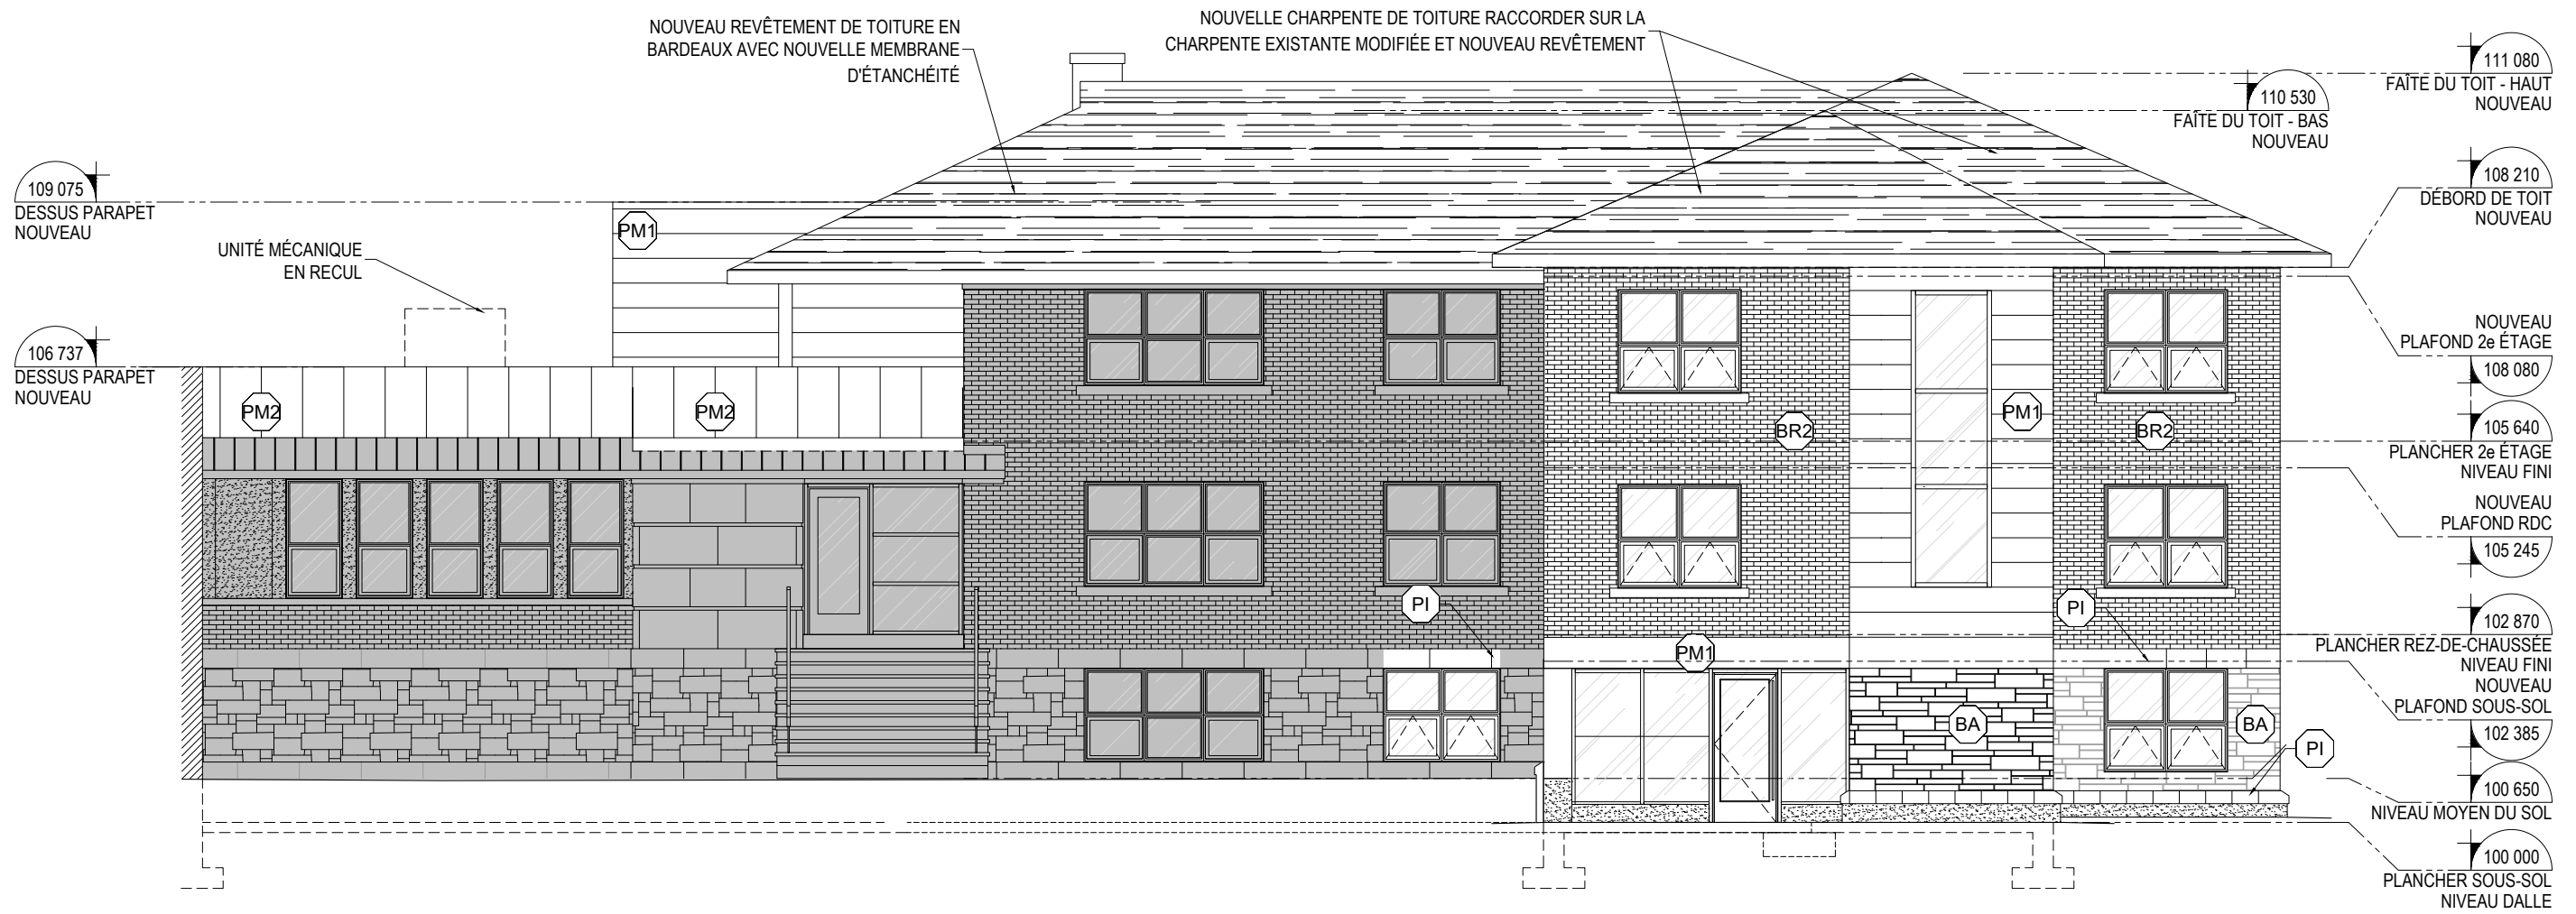 NOUVEAU REVÊTEMENT DE TOITURE EN
BARDEAUX AVEC NOUVELLE MEMBRANE
D'ÉTANCHÉITÉ
NOUVELLE CHARPENTE DE TOITURE RACCORDER SUR LA
CHARPENTE EXISTANTE MODIFIÉE ET NOUVEAU REVÊTEMENT
111 080
FAÎTE DU TOIT - HAUT
NOUVEAU
110 530
FAÎTE DU TOIT - BAS
NOUVEAU
109 075
DESSUS PARAPET
NOUVEAU
108 210
DÉBORD DE TOIT
NOUVEAU
UNITÉ MÉCANIQUE
EN RECUL
PM1
106 737
DESSUS PARAPET
NOUVEAU
NOUVEAU
PLAFOND 2e ÉTAGE
108 080
PM2
PM2
BR2
PM1
BR2
105 640
PLANCHER 2e ÉTAGE
NIVEAU FINI
NOUVEAU
PLAFOND RDC
105 245
PI
PI
102 870
PLANCHER REZ-DE-CHAUSSÉE
NIVEAU FINI
PM1
NOUVEAU
PLAFOND SOUS-SOL
102 385
BA
BA
PI
100 650
NIVEAU MOYEN DU SOL
100 000
PLANCHER SOUS-SOL
NIVEAU DALLE